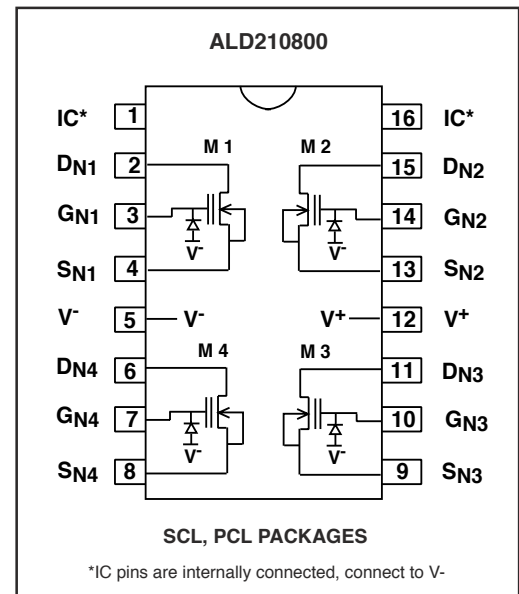 ALD210800
IC* 1 16 IC*
M 1 M 2
DN1 2 15 DN2
GN1 3 14 GN2
V- V-
SN1 4 13 SN2
V- 5 V- V+ 12 V+
M 4 M 3
DN4 6 11 DN3
GN4 7 10 GN3
V- V-
SN4 8 9 SN3
SCL, PCL PACKAGES
*IC pins are internally connected, connect to V-